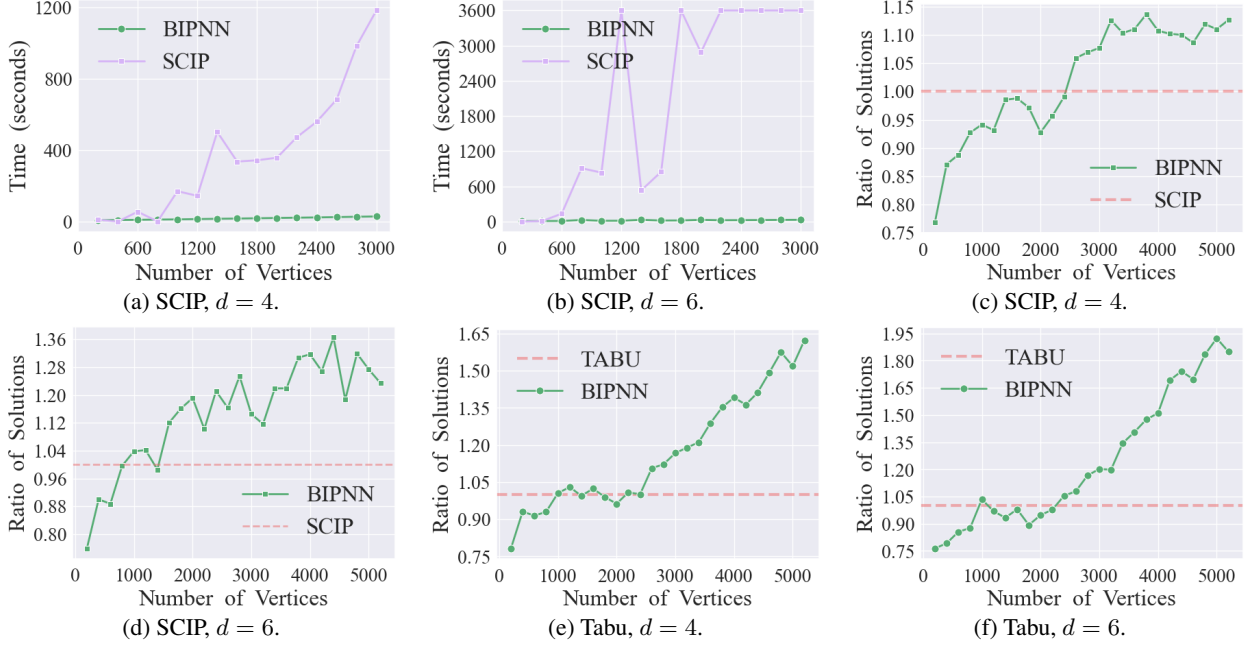 1200
800
400
0
Time (seconds)
BIPNN
SCIP
600 1200 1800 2400 3000
Number of Vertices
(a) SCIP, d = 4.
3600
3000
2400
1800
1200
600
0
Time (seconds)
BIPNN
SCIP
600 1200 1800 2400 3000
Number of Vertices
(b) SCIP, d = 6.
1.15
1.10
1.05
1.00
0.95
0.90
0.85
0.80
0.75
Ratio of Solutions
BIPNN
SCIP
0 1000 2000 3000 4000 5000
Number of Vertices
(c) SCIP, d = 4.
1.36
1.28
1.20
1.12
1.04
0.96
0.88
0.80
Ratio of Solutions
BIPNN
SCIP
0 1000 2000 3000 4000 5000
Number of Vertices
(d) SCIP, d = 6.
1.65
1.50
1.35
1.20
1.05
0.90
0.75
Ratio of Solutions
TABU
BIPNN
0 1000 2000 3000 4000 5000
Number of Vertices
(e) Tabu, d = 4.
1.95
1.80
1.65
1.50
1.35
1.20
1.05
0.90
0.75
Ratio of Solutions
TABU
BIPNN
0 1000 2000 3000 4000 5000
Number of Vertices
(f) Tabu, d = 6.